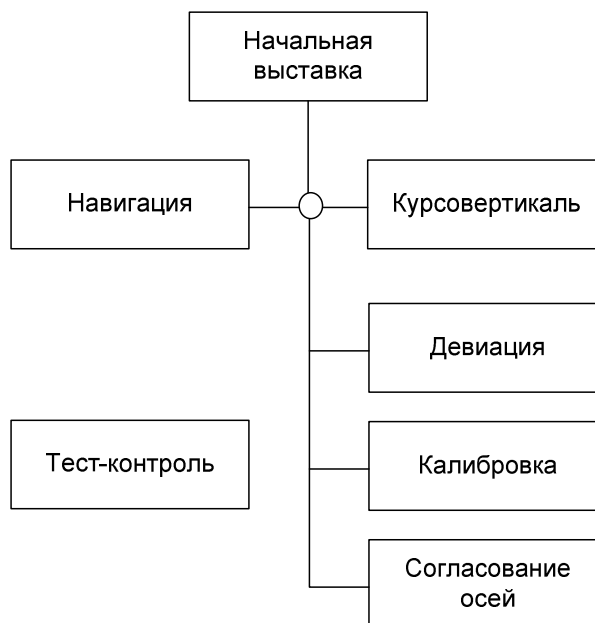 Начальная
выставка
Навигация
Курсовертикаль
Девиация
Тест-контроль
Калибровка
Согласование
осей